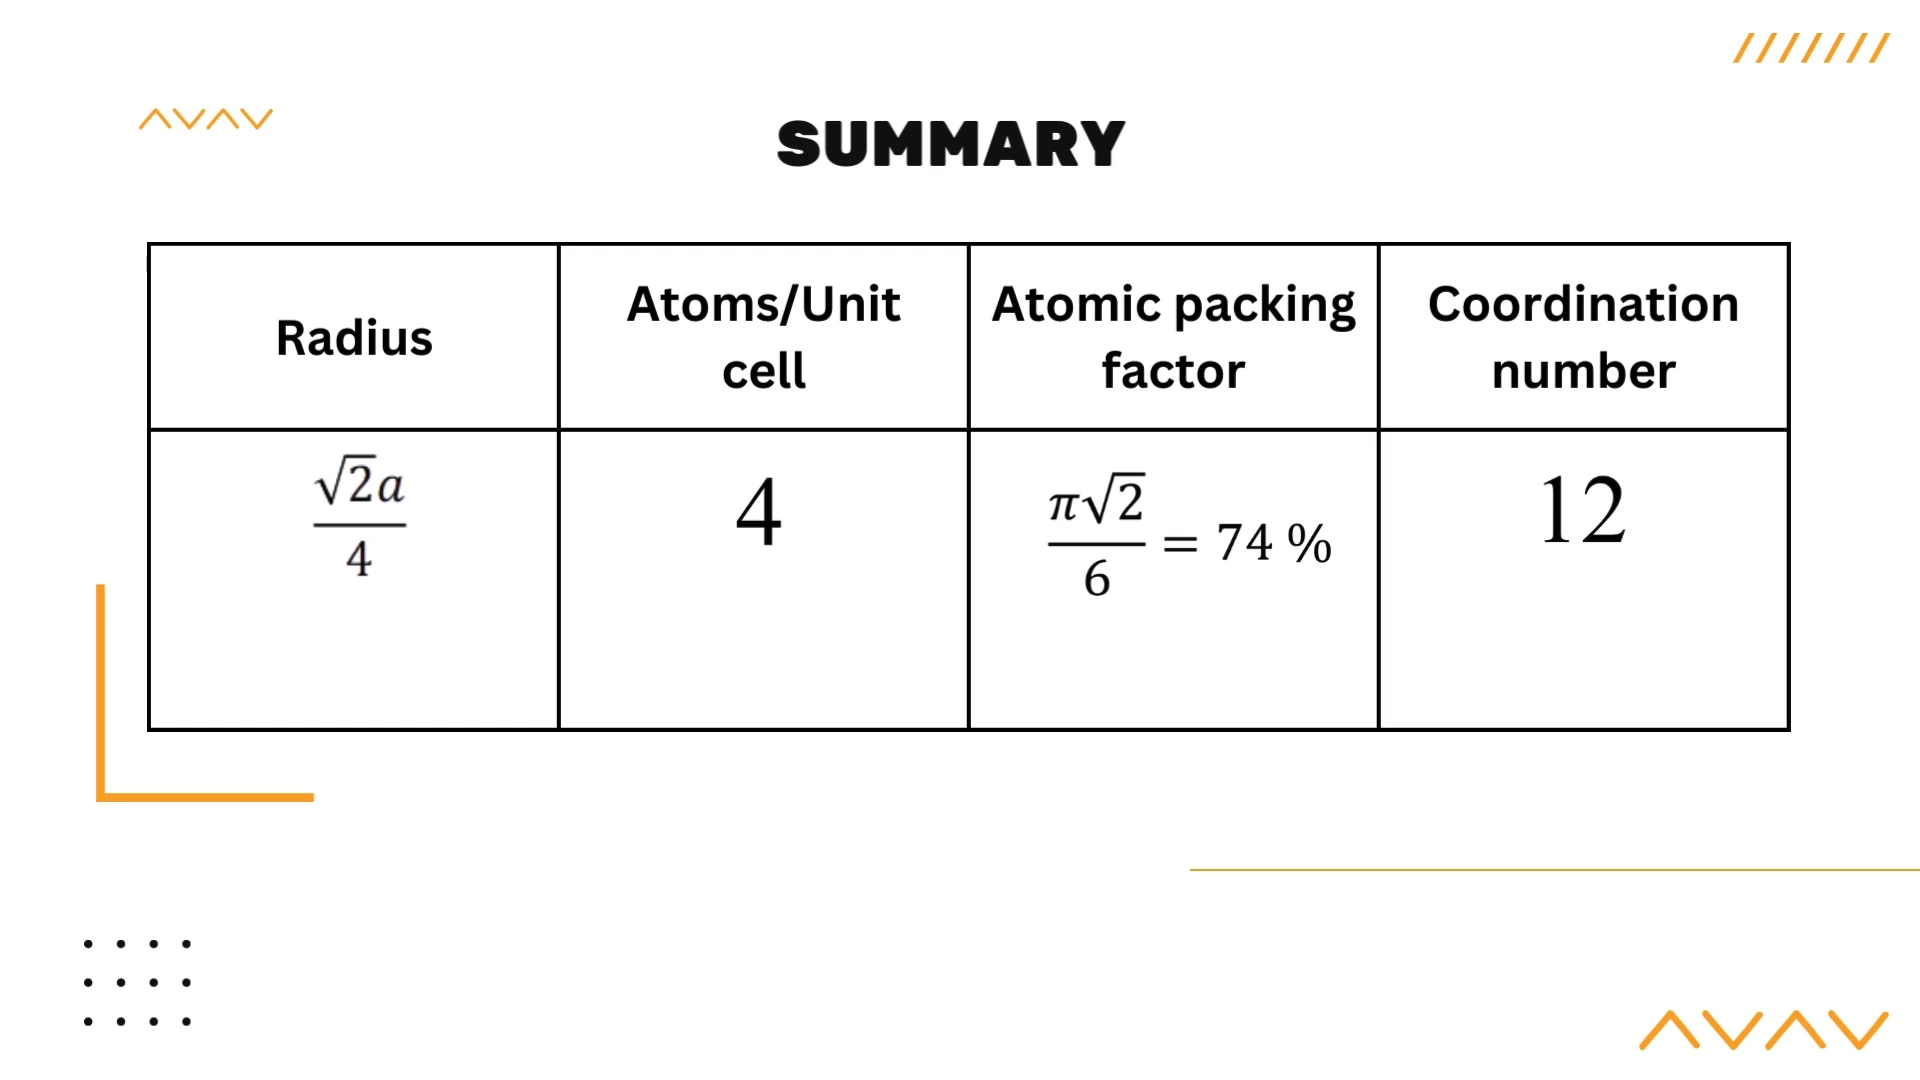 SUMMARY
Radius
Atoms/Unit
cell
Atomic packing
factor
Coordination
number
√2a
4
4
π√2
6
= 74 %
12